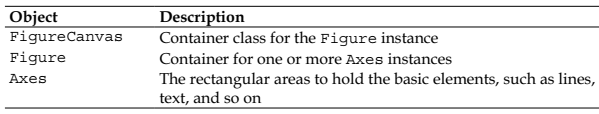 Object Description
FigureCanvas Container class for the Figure instance
Figure Container for one or more Axes instances
Axes The rectangular areas to hold the basic elements, such as lines,
text, and so on